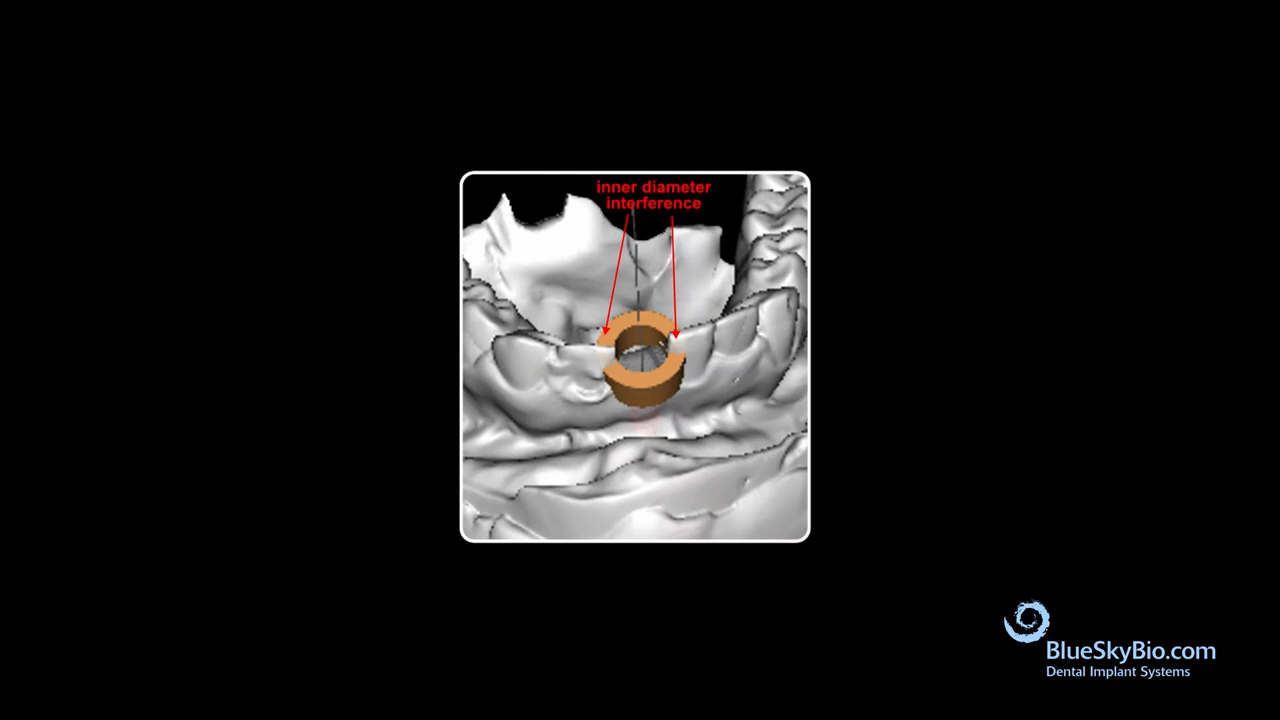 inner diameter
interference
BlueSkyBio.com
Dental Implant Systems